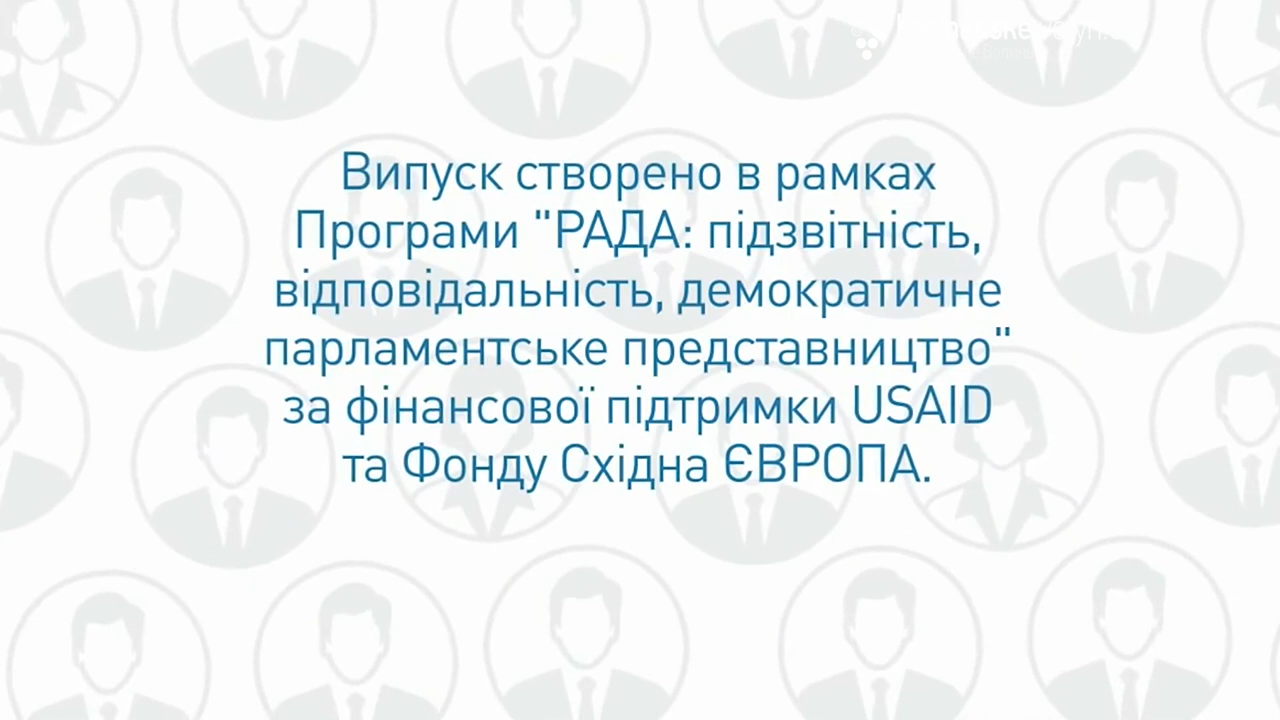 Випуск створено в рамках
Програми "РАДА: підзвітність,
відповідальність, демократичне
парламентське представництво"
за фінансової підтримки USAID
та Фонду Східна ЄВРОПА.